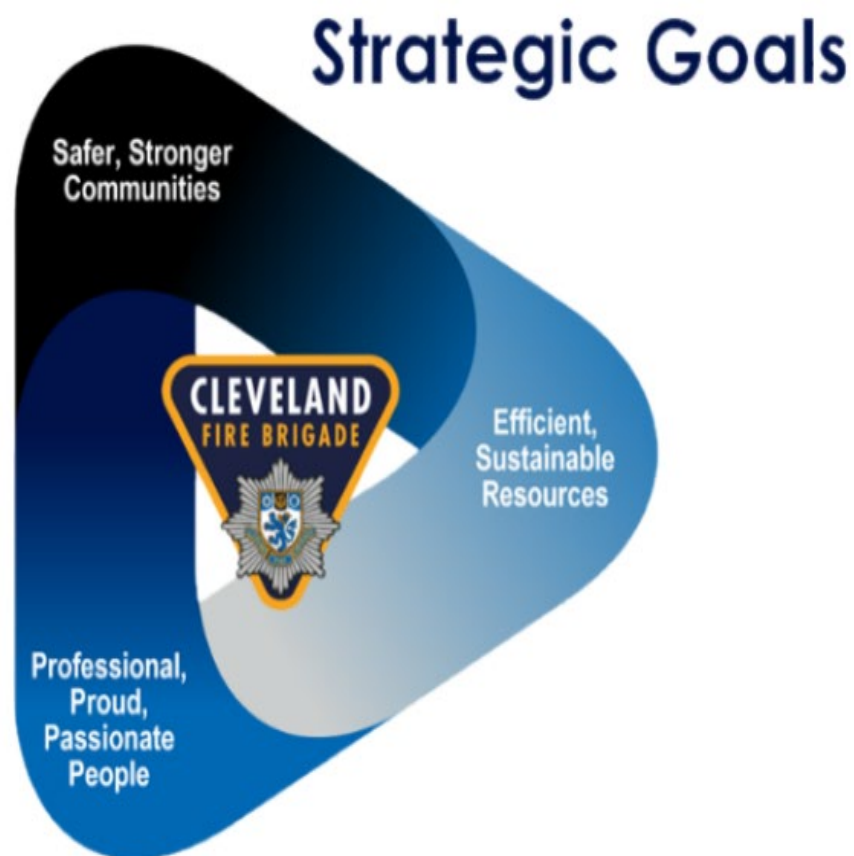 Strategic Goals
Safer, Stronger
Communities
CLEVELAND
FIRE BRIGADE
Efficient,
Sustainable
Resources
Professional,
Proud,
Passionate
People